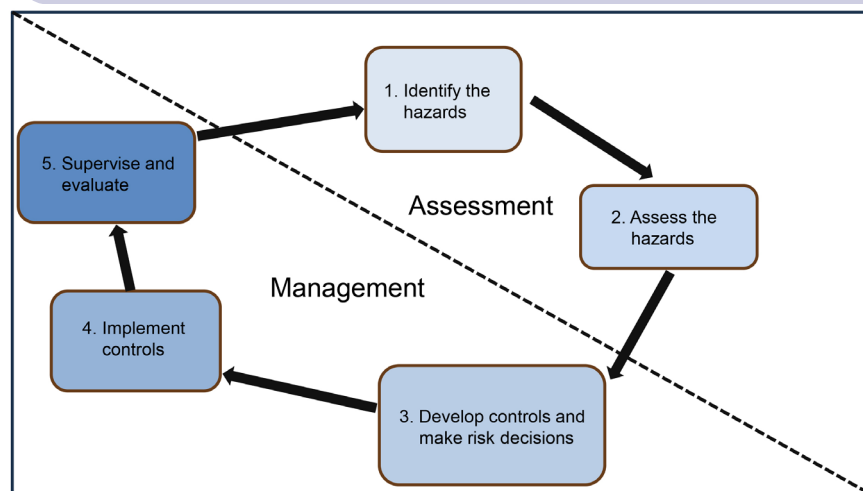 1. Identify the
hazards
5. Supervise and
evaluate
Assessment
2. Assess the
hazards
Management
4. Implement
controls
3. Develop controls and
make risk decisions